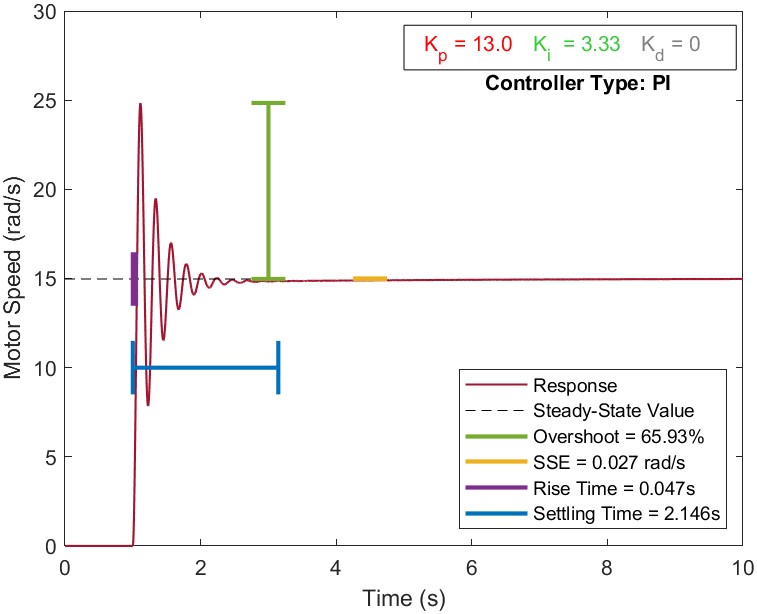 Kp = 13.0 Ki = 3.33 Kd = 0
Controller Type: PI
30
25
20
15
10
5
0
Motor Speed (rad/s)
Response
Steady-State Value
Overshoot = 65.93%
SSE = 0.027 rad/s
Rise Time = 0.047s
Settling Time = 2.146s
0 2 4 6 8 10
Time (s)